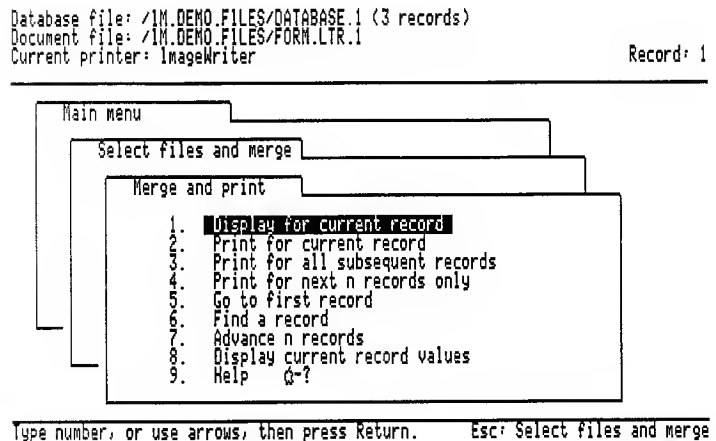 Database file: /IM.DEMO.FILES/DATABASE.1 (3 records)
Document file: /IM.DEMO.FILES/FORM.LTR.1
Current printer: ImageWriter Record: 1
Main menu
Select files and merge
Merge and print
1. Display for current record
2. Print for current record
3. Print for all subsequent records
4. Print for next n records only
5. Go to first record
6. Find a record
7. Advance n records
8. Display current record values
9. Help -?
Type number, or use arrows, then press Return. Esc: Select files and merge